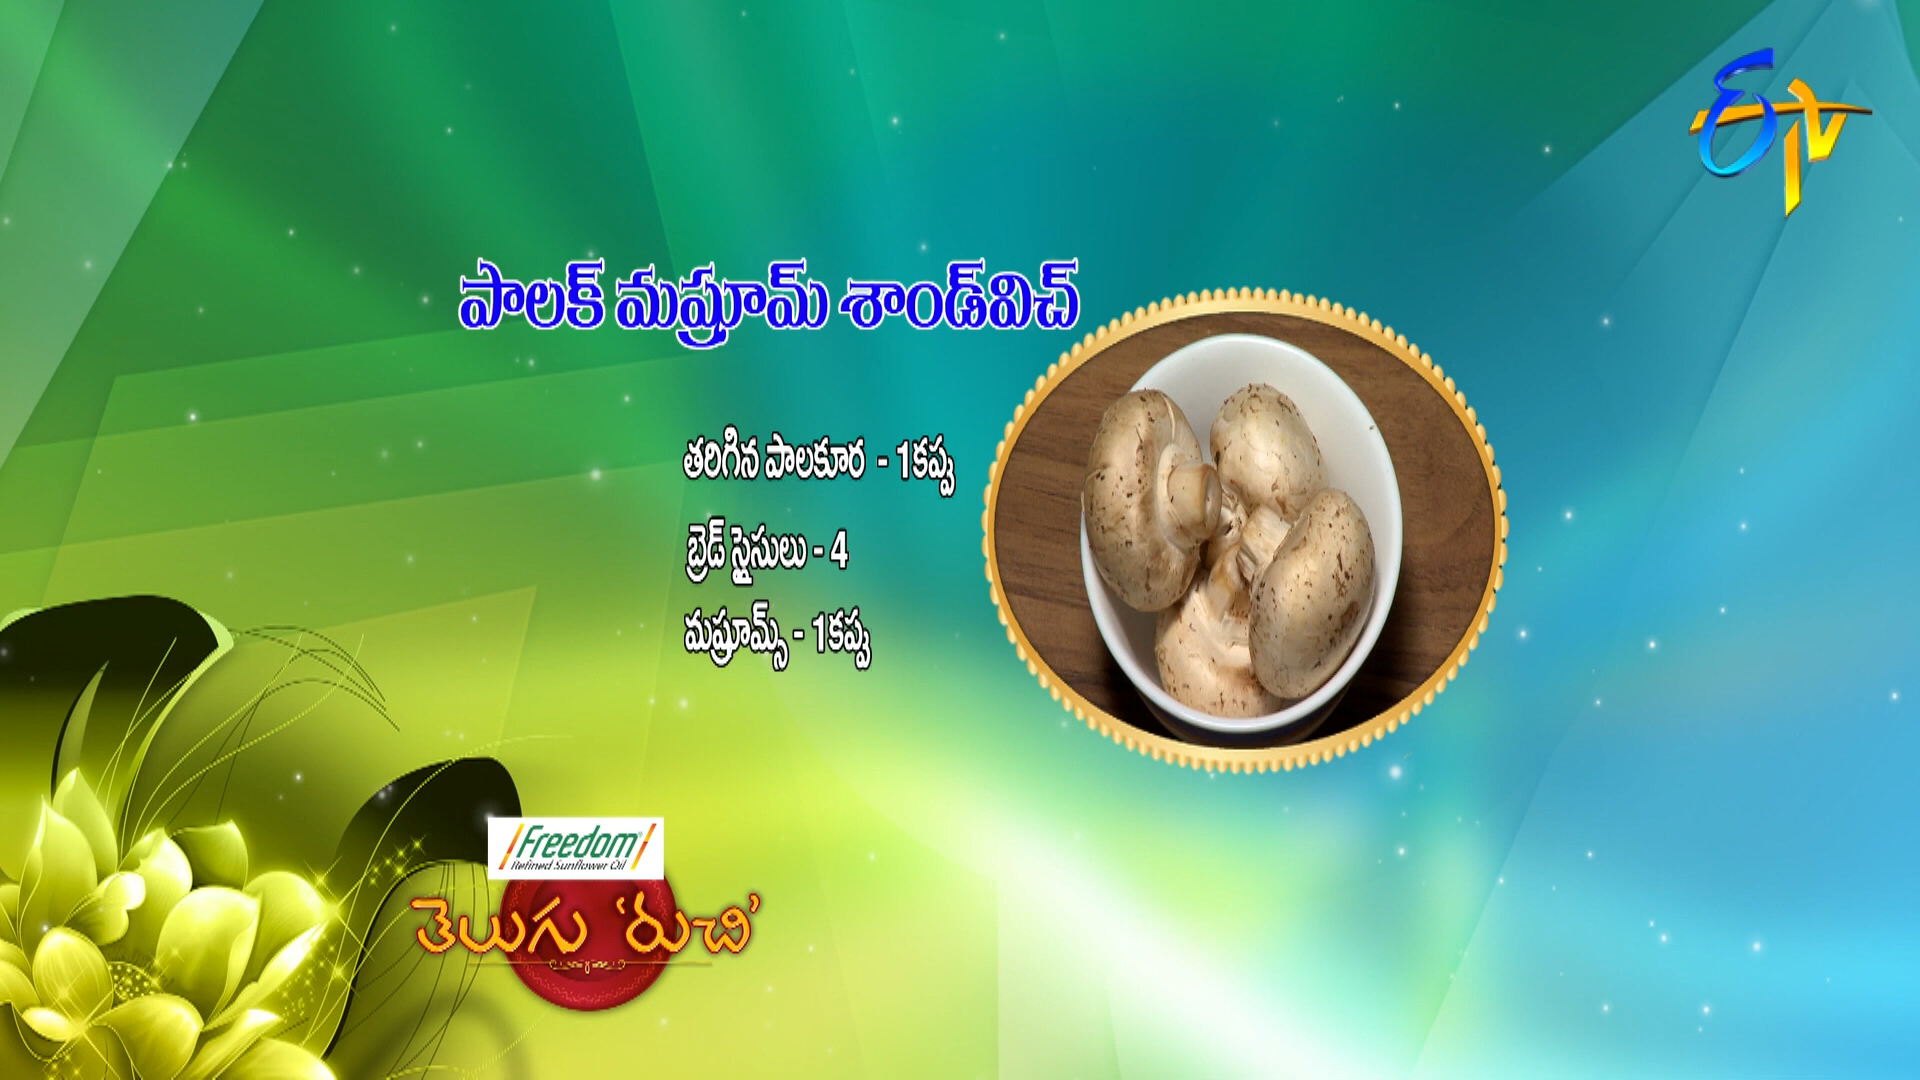 ETV
పాలక్ మష్రూమ్ శాండ్‌విచ్
తరిగిన పాలకూర - 1కప్పు
బ్రెడ్ స్లైసులు - 4
మష్రూమ్స్ - 1కప్పు
Freedom
Refined Sunflower Oil
తెలుగు 'రుచి'